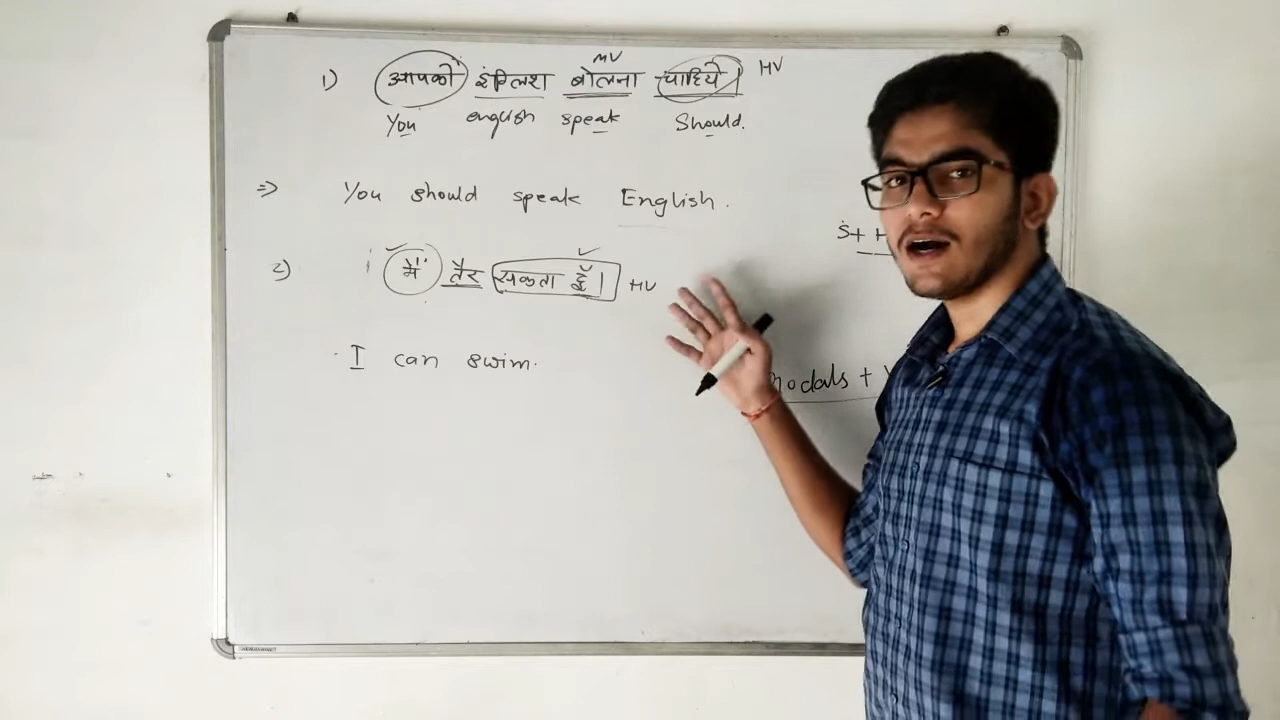 MV
1) आपको इंग्लिश बोलना चाहिये। HV
You english speak Should.
⇒ You should speak English.
S+ H
2) मैं तैर सकता हूँ। HV
I can swim.
modals + V